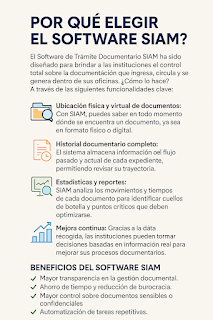 POR QUÉ ELEGIR
EL SOFTWARE SIAM?
El Software de Trámite Documentario SIAM ha sido
diseñado para brindar a las instituciones el control
total sobre la documentación que ingresa, circula y se
genera dentro de sus oficinas. ¿Cómo lo hace?
A través de las siguientes funcionalidades clave:
Ubicación física y virtual de documentos:
Con SIAM, puedes saber en todo momento
dónde se encuentra un documento, ya sea
en formato físico o digital.
Historial documentario completo:
El sistema almacena información del flujo
pasado y actual de cada expediente,
permitiendo revisar su trayectoria.
Estadísticas y reportes:
SIAM analiza los movimientos y tiempos
de cada documento para identificar cuellos
de botella y puntos críticos que deben
optimizarse.
Mejora continua: Gracias a la data
recogida, las instituciones pueden tomar
decisiones basadas en información real para
mejorar sus procesos documentarios.
BENEFICIOS DEL SOFTWARE SIAM
Mayor transparencia en la gestión documental.
Ahorro de tiempo y reducción de burocracia.
Mayor control sobre documentos sensibles o
confidenciales
Automatización de tareas repetitivas.